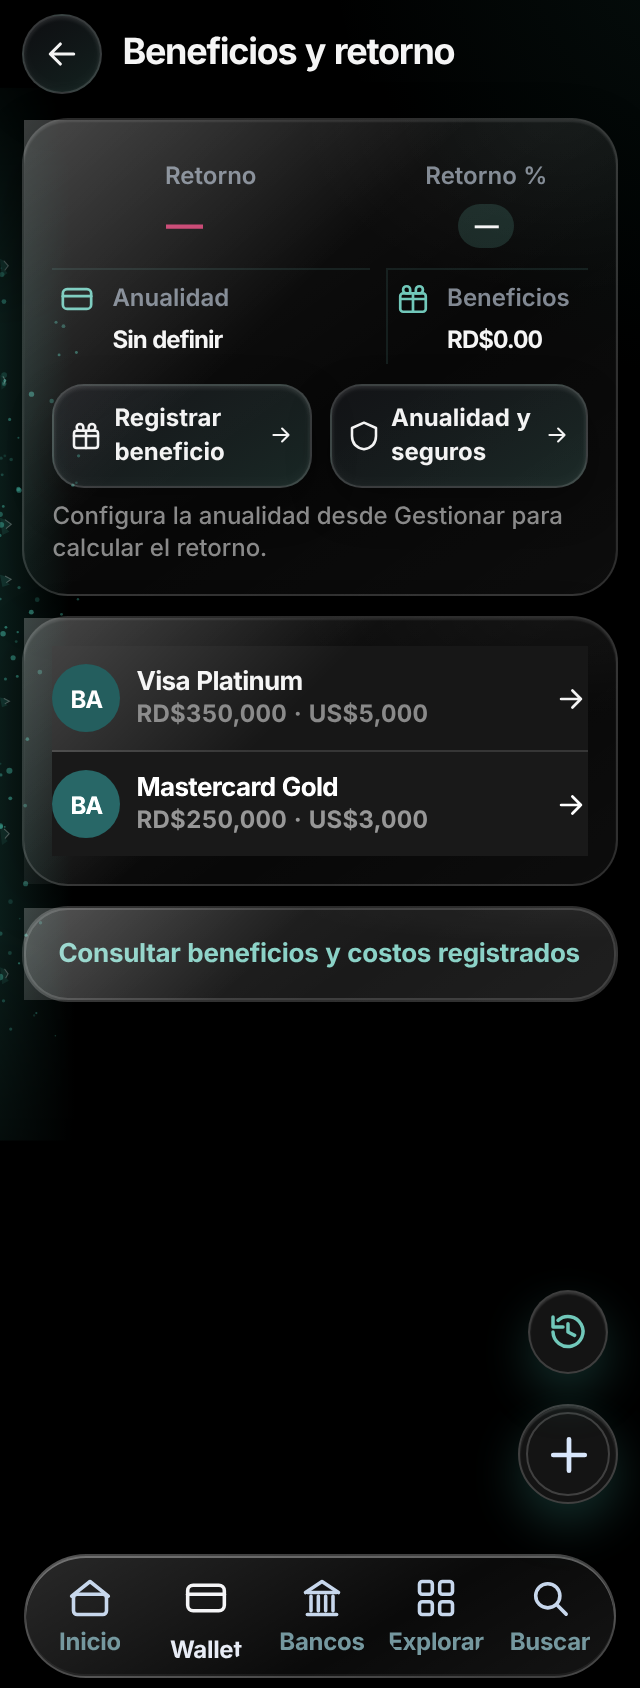 Beneficios y retorno
Retorno
Retorno %
—
—
Anualidad
Sin definir
Beneficios
RD$0.00
Registrar
beneficio
Anualidad y
seguros
Configura la anualidad desde Gestionar para
calcular el retorno.
BA
Visa Platinum
RD$350,000 · US$5,000
BA
Mastercard Gold
RD$250,000 · US$3,000
Consultar beneficios y costos registrados
Inicio
Wallet
Bancos
Explorar
Buscar